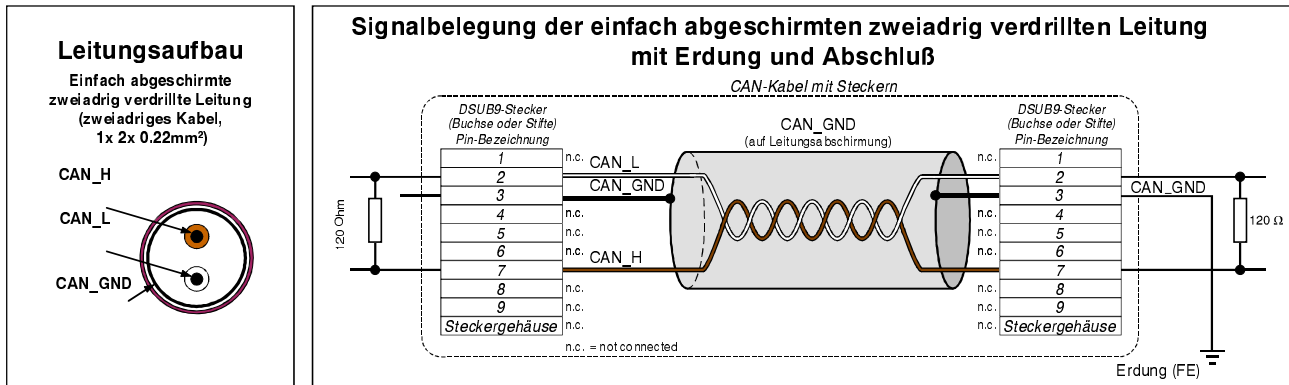 Leitungsaufbau
Einfach abgeschirmte
zweiadrig verdrillte Leitung
(zweiadriges Kabel,
1x 2x 0.22mm²)
CAN_H
CAN_L
CAN_GND
Signalbelegung der einfach abgeschirmten zweiadrig verdrillten Leitung
mit Erdung und Abschluß
CAN-Kabel mit Steckern
DSUB9-Stecker
(Buchse oder Stifte)
Pin-Bezeichnung
1
2
3
4
5
6
7
8
9
Steckergehäuse
120 Ohm
n.c.
CAN_L
CAN_GND
n.c.
n.c.
n.c.
CAN_H
n.c.
n.c.
n.c.
n.c. = not connected
CAN_GND
(auf Leitungsabschirmung)
n.c.
n.c.
n.c.
n.c.
n.c.
n.c.
n.c.
DSUB9-Stecker
(Buchse oder Stifte)
Pin-Bezeichnung
1
2
3
4
5
6
7
8
9
Steckergehäuse
CAN_GND
120 Ω
Erdung (FE)